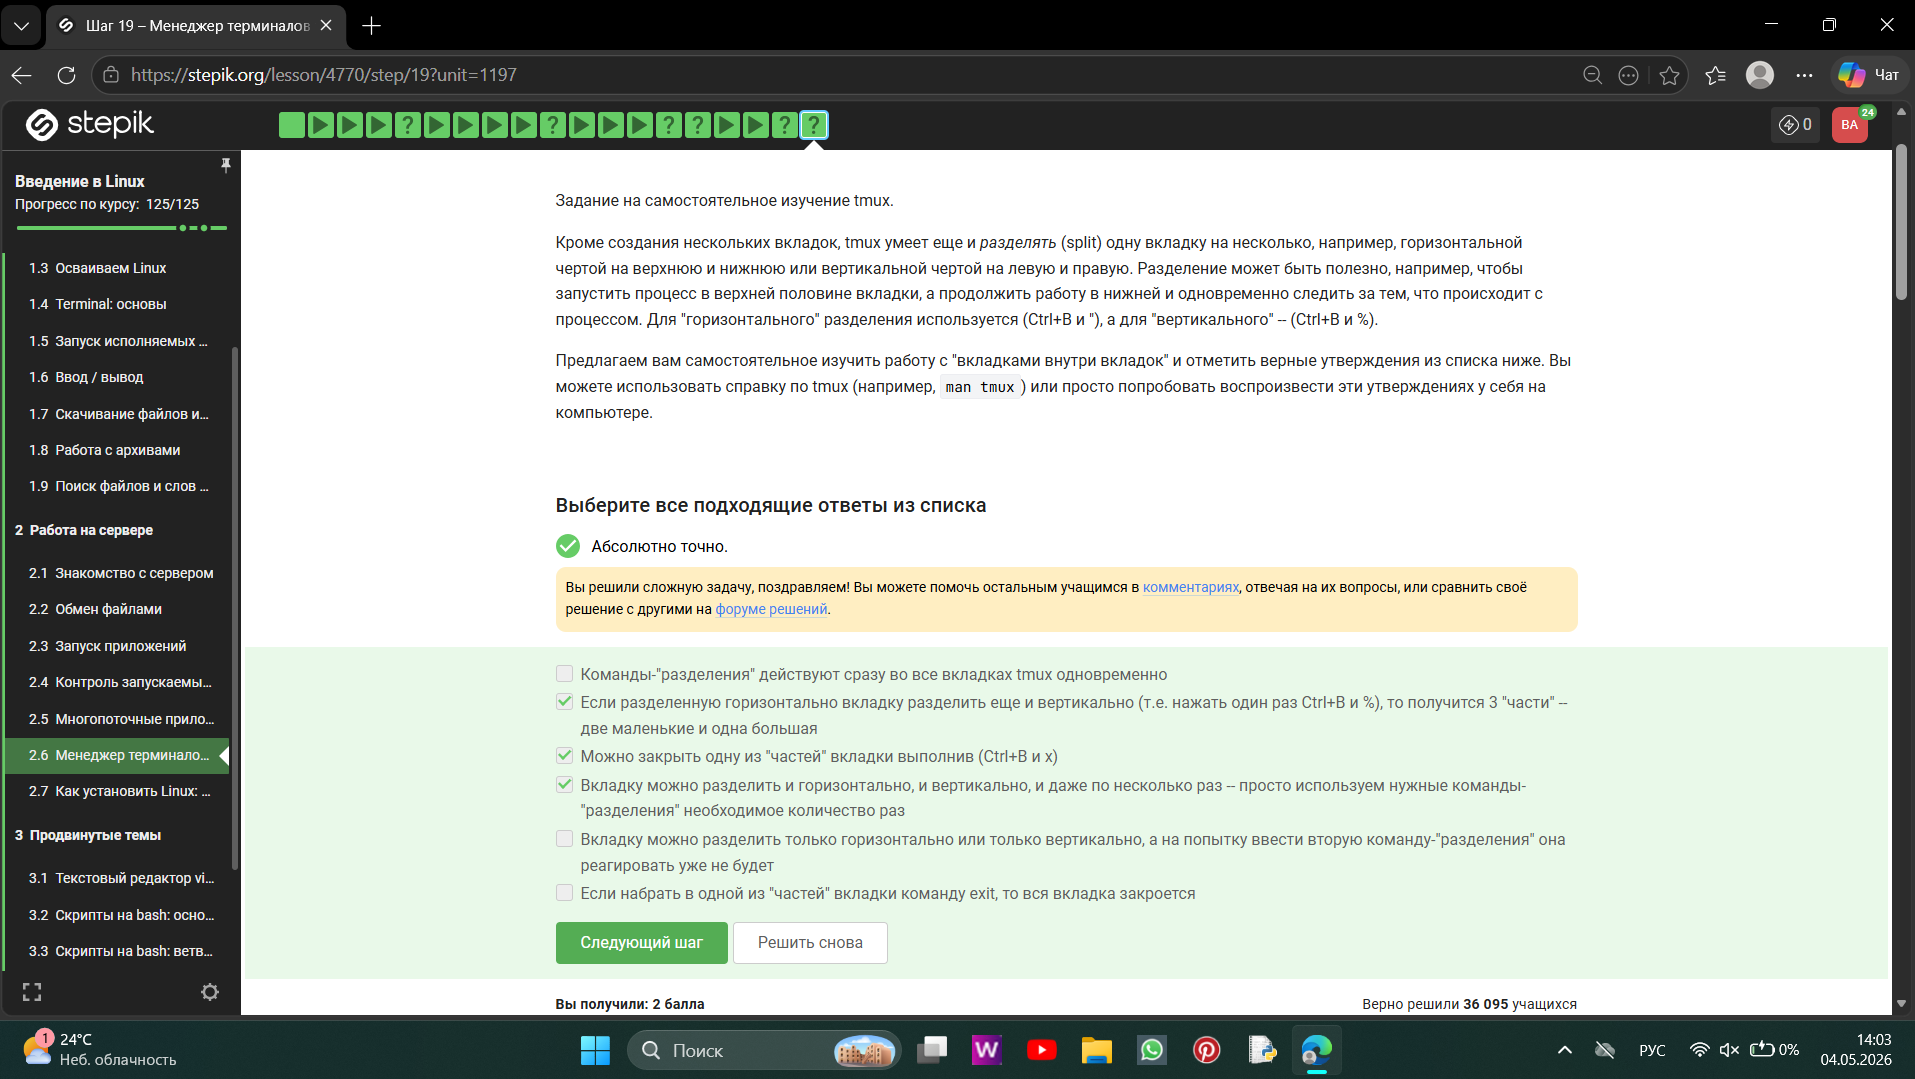 Шаг 19 – Менеджер терминалов
https://stepik.org/lesson/4770/step/19?unit=1197
Чат
stepik
0
ВА
24
Введение в Linux
Прогресс по курсу: 125/125
1.3 Осваиваем Linux
1.4 Terminal: основы
1.5 Запуск исполняемых ...
1.6 Ввод / вывод
1.7 Скачивание файлов и...
1.8 Работа с архивами
1.9 Поиск файлов и слов ...
2 Работа на сервере
2.1 Знакомство с сервером
2.2 Обмен файлами
2.3 Запуск приложений
2.4 Контроль запускаемы...
2.5 Многопоточные прило...
2.6 Менеджер терминало...
2.7 Как установить Linux: ...
3 Продвинутые темы
3.1 Текстовый редактор vi...
3.2 Скрипты на bash: осно...
3.3 Скрипты на bash: ветв...
Задание на самостоятельное изучение tmux.
Кроме создания нескольких вкладок, tmux умеет еще и разделять (split) одну вкладку на несколько, например, горизонтальной
чертой на верхнюю и нижнюю или вертикальной чертой на левую и правую. Разделение может быть полезно, например, чтобы
запустить процесс в верхней половине вкладки, а продолжить работу в нижней и одновременно следить за тем, что происходит с
процессом. Для "горизонтального" разделения используется (Ctrl+B и "), а для "вертикального" -- (Ctrl+B и %).
Предлагаем вам самостоятельное изучить работу с "вкладками внутри вкладок" и отметить верные утверждения из списка ниже. Вы
можете использовать справку по tmux (например, man tmux ) или просто попробовать воспроизвести эти утверждениях у себя на
компьютере.
Выберите все подходящие ответы из списка
Абсолютно точно.
Вы решили сложную задачу, поздравляем! Вы можете помочь остальным учащимся в комментариях, отвечая на их вопросы, или сравнить своё
решение с другими на форуме решений.
Команды-"разделения" действуют сразу во все вкладках tmux одновременно
Если разделенную горизонтально вкладку разделить еще и вертикально (т.е. нажать один раз Ctrl+B и %), то получится 3 "части" --
две маленькие и одна большая
Можно закрыть одну из "частей" вкладки выполнив (Ctrl+B и x)
Вкладку можно разделить и горизонтально, и вертикально, и даже по несколько раз -- просто используем нужные команды-
"разделения" необходимое количество раз
Вкладку можно разделить только горизонтально или только вертикально, а на попытку ввести вторую команду-"разделения" она
реагировать уже не будет
Если набрать в одной из "частей" вкладки команду exit, то вся вкладка закроется
Следующий шаг
Решить снова
Вы получили: 2 балла
Верно решили 36 095 учащихся
1
24°C
Неб. облачность
Поиск
W
РУС
0%
14:03
04.05.2026